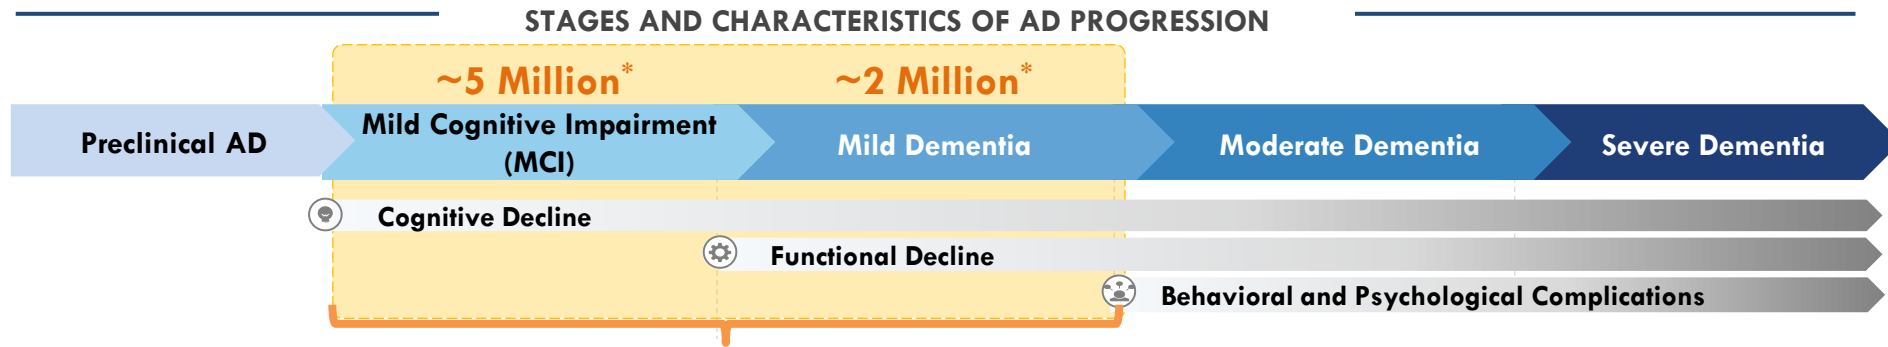 STAGES AND CHARACTERISTICS OF AD PROGRESSION
~5 Million*
~2 Million*
Preclinical AD
Mild Cognitive Impairment
(MCI)
Mild Dementia
Moderate Dementia
Severe Dementia
Cognitive Decline
Functional Decline
Behavioral and Psychological Complications